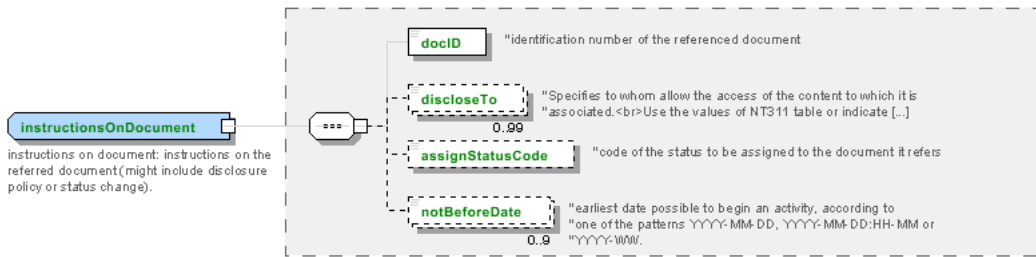 docID
"identification number of the referenced document
discloseTo
"Specifies to whom allow the access of the content to which it is
"associated.<br>Use the values of NT311 table or indicate [...]
0..99
instructionsOnDocument
instructions on document: instructions on the
referred document(might include disclosure
policy or status change).
assignStatusCode
"code of the status to be assigned to the document it refers
notBeforeDate
"earliest date possible to begin an activity, according to
"one of the patterns YYYY-MM-DD, YYYY-MM-DD:HH-MM or
"YYYY-WW.
0..9